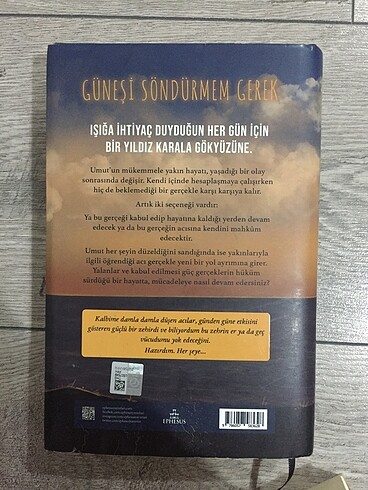 GÜNEŞİ SÖNDÜRMEM GEREK
IŞIĞA İHTİYAÇ DUYDUĞUN HER GÜN İÇİN
BİR YILDIZ KARALA GÖKYÜZÜNE.
Umut'un mükemmele yakın hayatı, yaşadığı bir olay
sonrasında değişir. Kendi içinde hesaplaşmaya çalışırken
hiç de beklemediği bir gerçekle karşı karşıya kalır.
Artık iki seçeneği vardır:
Ya bu gerçeği kabul edip hayatına kaldığı yerden devam
edecek ya da bu gerçeğin acısına kendini mahkûm
edecektir.
Umut her şeyin düzeldiğini sandığında ise yakınlarıyla
ilgili öğrendiği acı gerçekle yeni bir yol ayrımına girer.
Yalanlar ve kabul edilmesi güç gerçeklerin hüküm
sürdüğü bir hayatta, mücadeleye nasıl devam edersiniz?
Kalbime damla damla düşen acılar, günden güne etkisini
gösteren güçlü bir zehirdi ve biliyordum bu zehrin er ya da geç
vücudumu yok edeceğini.
Hazırdım. Her şeye...
EPHESUS